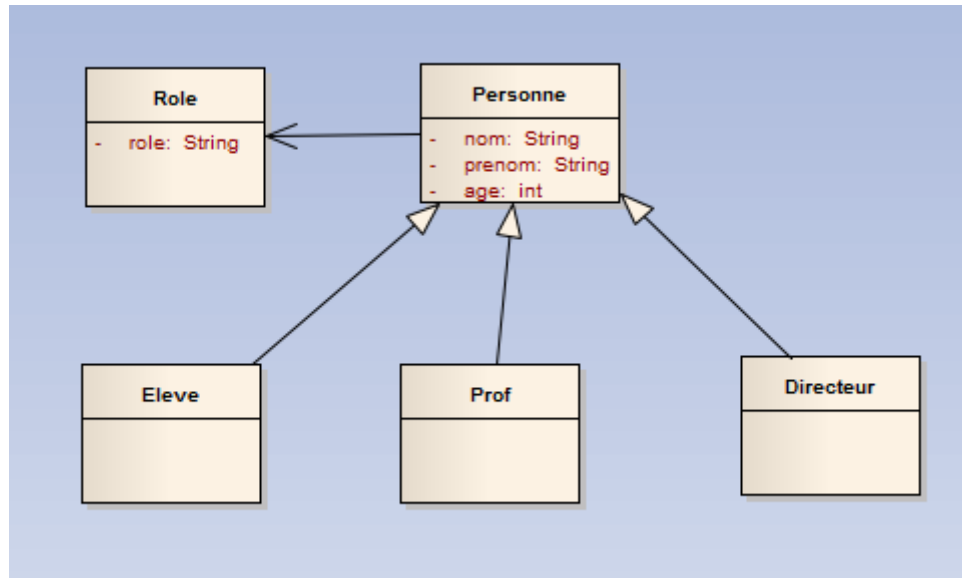 Role
- role: String
Personne
- nom: String
- prenom: String
- age: int
Eleve
Prof
Directeur